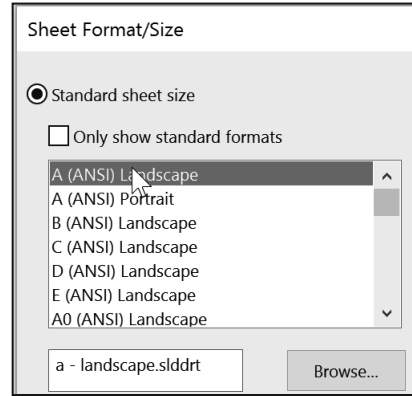 Sheet Format/Size
Standard sheet size
Only show standard formats
A (ANSI) Landscape
A (ANSI) Portrait
B (ANSI) Landscape
C (ANSI) Landscape
D (ANSI) Landscape
E (ANSI) Landscape
A0 (ANSI) Landscape
a - landscape.slddrt
Browse...